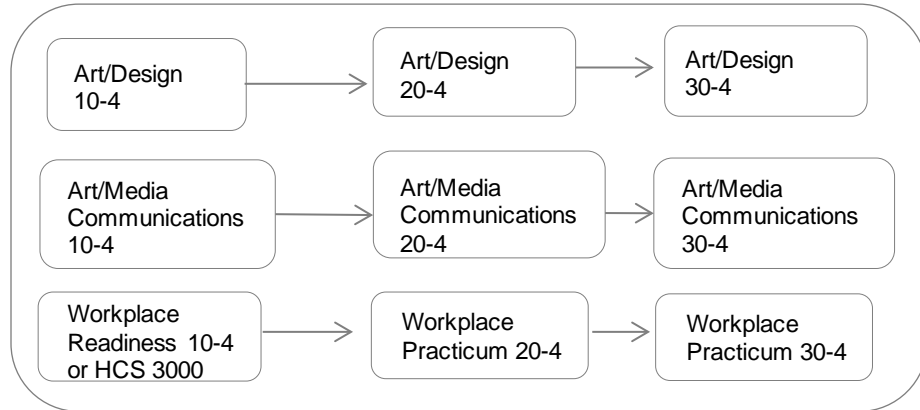 Art/Design
10-4
Art/Design
20-4
Art/Design
30-4
Art/Media
Communications
10-4
Art/Media
Communications
20-4
Art/Media
Communications
30-4
Workplace
Readiness 10-4
or HCS 3000
Workplace
Practicum 20-4
Workplace
Practicum 30-4